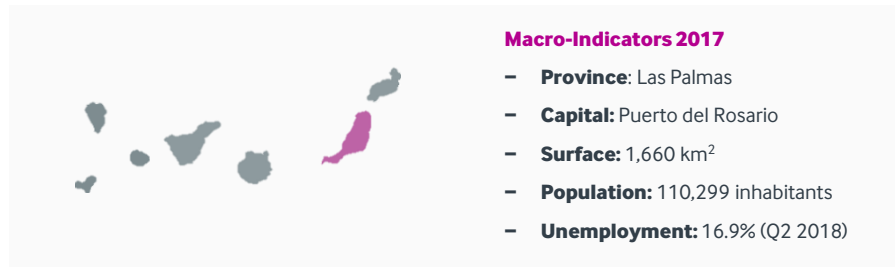 Macro-Indicators 2017
– Province: Las Palmas
– Capital: Puerto del Rosario
– Surface: 1,660 km²
– Population: 110,299 inhabitants
– Unemployment: 16.9% (Q2 2018)